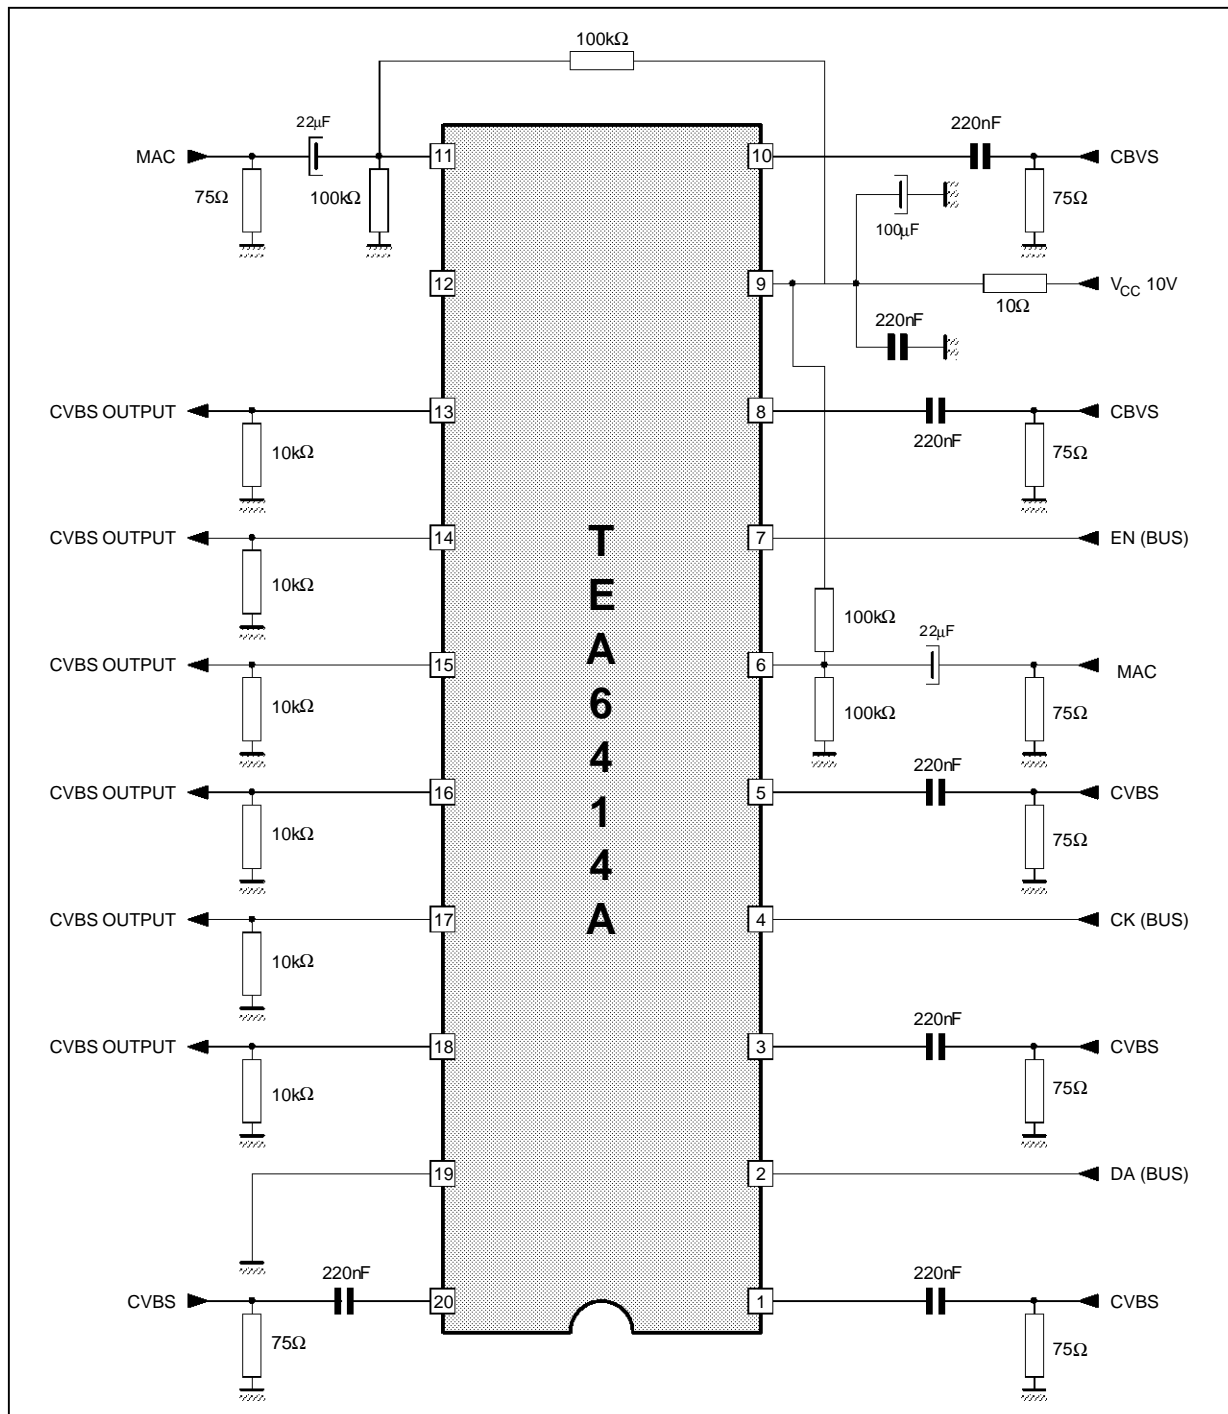 100kΩ
22µF
220nF
MAC
11
10
CBVS
75Ω
100kΩ
100µF
75Ω
12
9
VCC 10V
10Ω
220nF
CVBS OUTPUT
13
8
CBVS
10kΩ
220nF
75Ω
CVBS OUTPUT
14
7
EN (BUS)
10kΩ
100kΩ
22µF
CVBS OUTPUT
15
6
MAC
10kΩ
100kΩ
75Ω
220nF
CVBS OUTPUT
16
5
CVBS
10kΩ
75Ω
CVBS OUTPUT
17
4
CK (BUS)
10kΩ
220nF
CVBS OUTPUT
18
3
CVBS
10kΩ
75Ω
19
2
DA (BUS)
220nF
220nF
CVBS
20
1
CVBS
75Ω
75Ω
TEA6414A